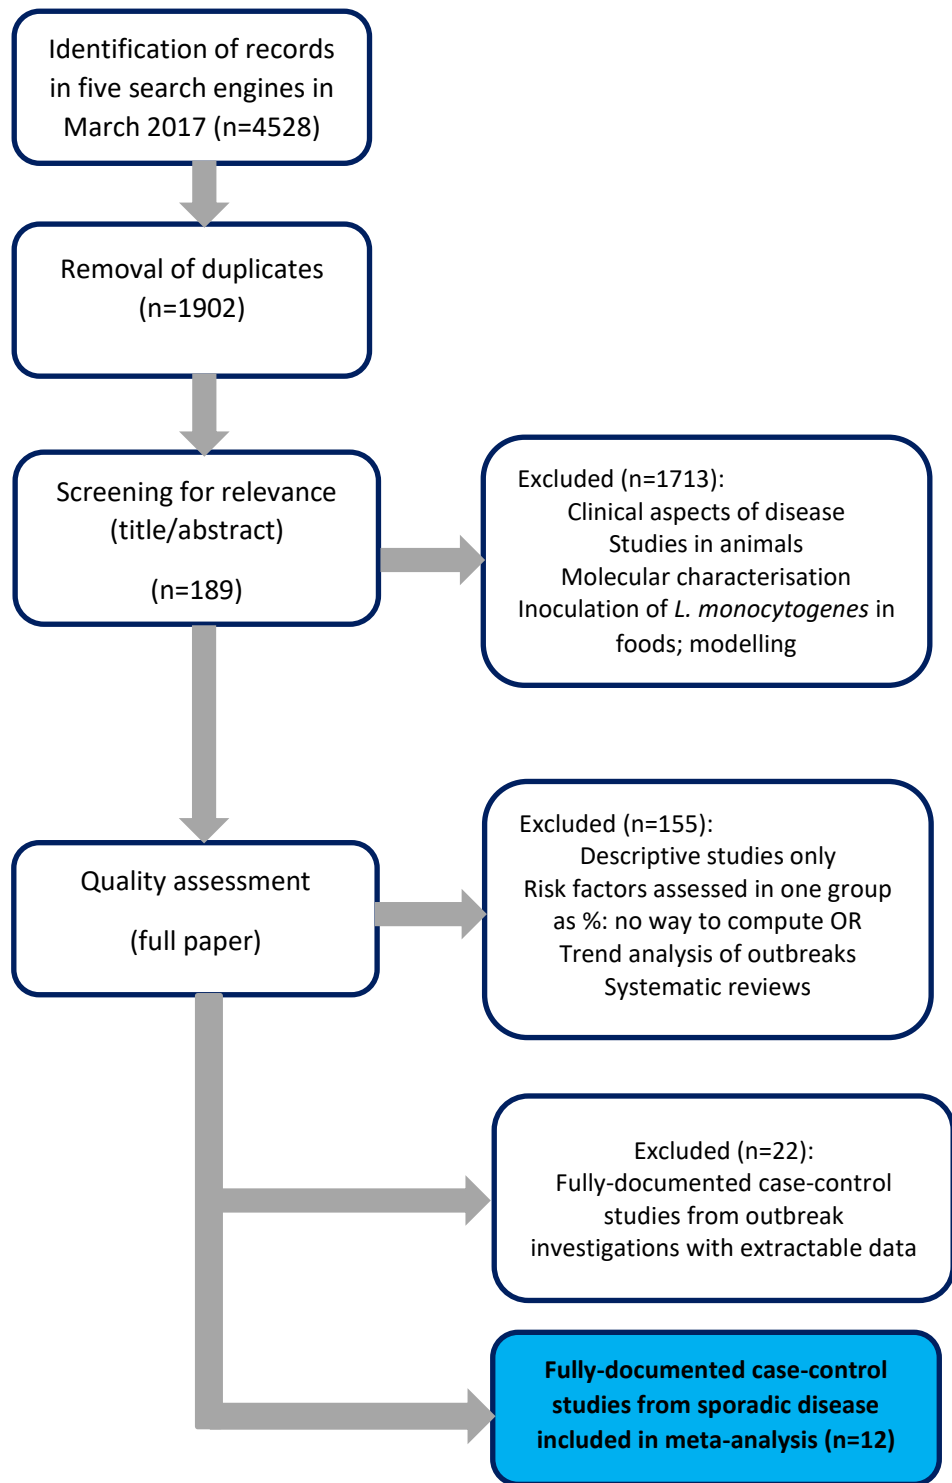 Identification of records
in five search engines in
March 2017 (n=4528)
Removal of duplicates
(n=1902)
Screening for relevance
(title/abstract)
(n=189)
Excluded (n=1713):
Clinical aspects of disease
Studies in animals
Molecular characterisation
Inoculation of L. monocytogenes in
foods; modelling
Quality assessment
(full paper)
Excluded (n=155):
Descriptive studies only
Risk factors assessed in one group
as %: no way to compute OR
Trend analysis of outbreaks
Systematic reviews
Excluded (n=22):
Fully-documented case-control
studies from outbreak
investigations with extractable data
Fully-documented case-control
studies from sporadic disease
included in meta-analysis (n=12)